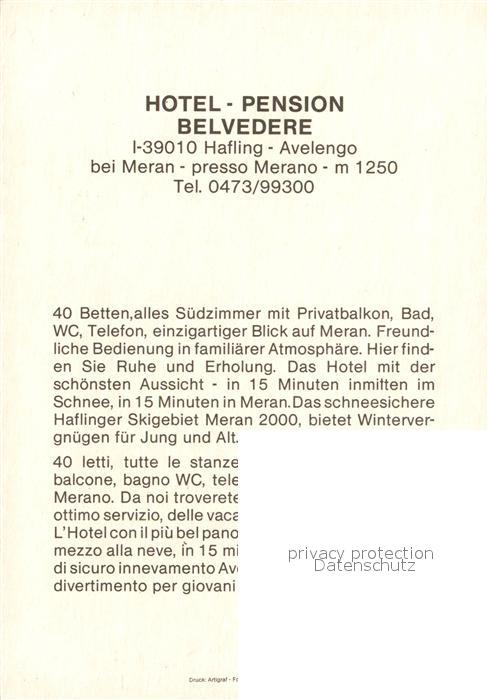 HOTEL - PENSION
BELVEDERE
I-39010 Hafling - Avelengo
bei Meran - presso Merano - m 1250
Tel. 0473/99300
40 Betten,alles Südzimmer mit Privatbalkon, Bad,
WC, Telefon, einzigartiger Blick auf Meran. Freund-
liche Bedienung in familiärer Atmosphäre. Hier find-
en Sie Ruhe und Erholung. Das Hotel mit der
schönsten Aussicht - in 15 Minuten inmitten im
Schnee, in 15 Minuten in Meran.Das schneesichere
Haflinger Skigebiet Meran 2000, bietet Winterver-
gnügen für Jung und Alt.
40 letti, tutte le stanze
balcone, bagno WC, tele
Merano. Da noi troverete
ottimo servizio, delle vaca
L'Hotel con il più bel pano
mezzo alla neve, in 15 mi
di sicuro innevamento Ave
divertimento per giovani
privacy protection
Datenschutz
Druck: Artigraf - Fo